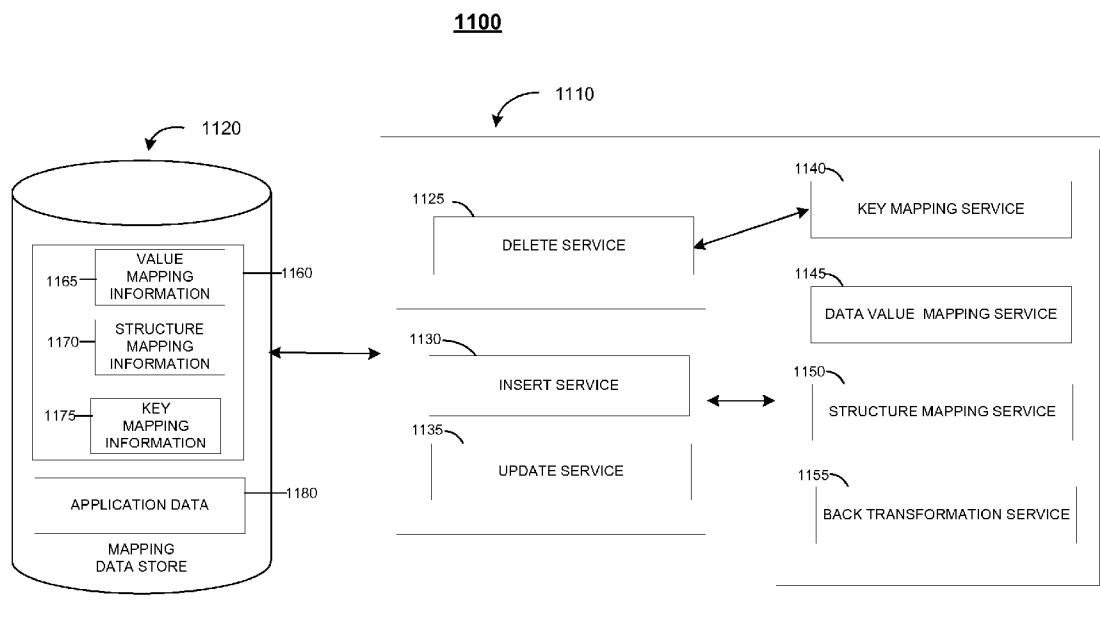 1100
1110
1120
1125
DELETE SERVICE
1140
KEY MAPPING SERVICE
1145
DATA VALUE MAPPING SERVICE
1130
INSERT SERVICE
1150
STRUCTURE MAPPING SERVICE
1135
UPDATE SERVICE
1155
BACK TRANSFORMATION SERVICE
1160
1165
VALUE
MAPPING
INFORMATION
1170
STRUCTURE
MAPPING
INFORMATION
1175
KEY
MAPPING
INFORMATION
1180
APPLICATION DATA
MAPPING
DATA STORE